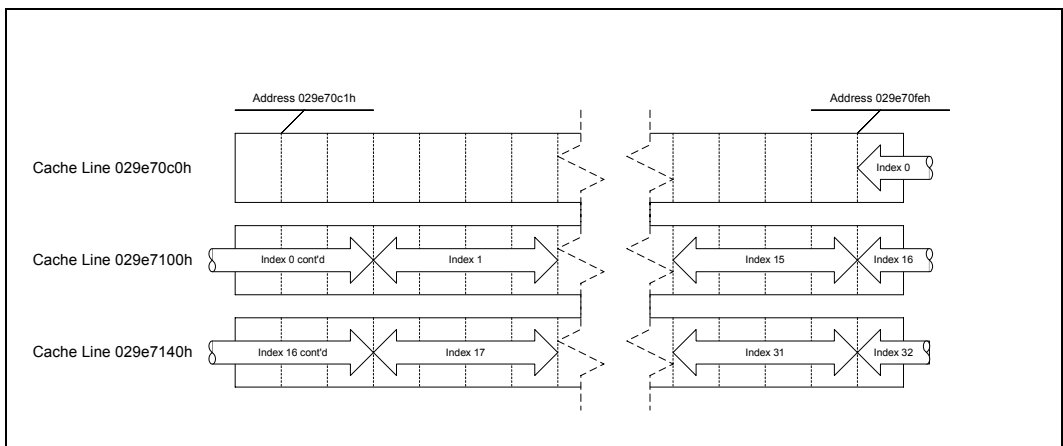 Address 029e70c1h
Address 029e70feh
Cache Line 029e70c0h
Index 0
Cache Line 029e7100h
Index 0 cont'd
Index 1
Index 15
Index 16
Cache Line 029e7140h
Index 16 cont'd
Index 17
Index 31
Index 32